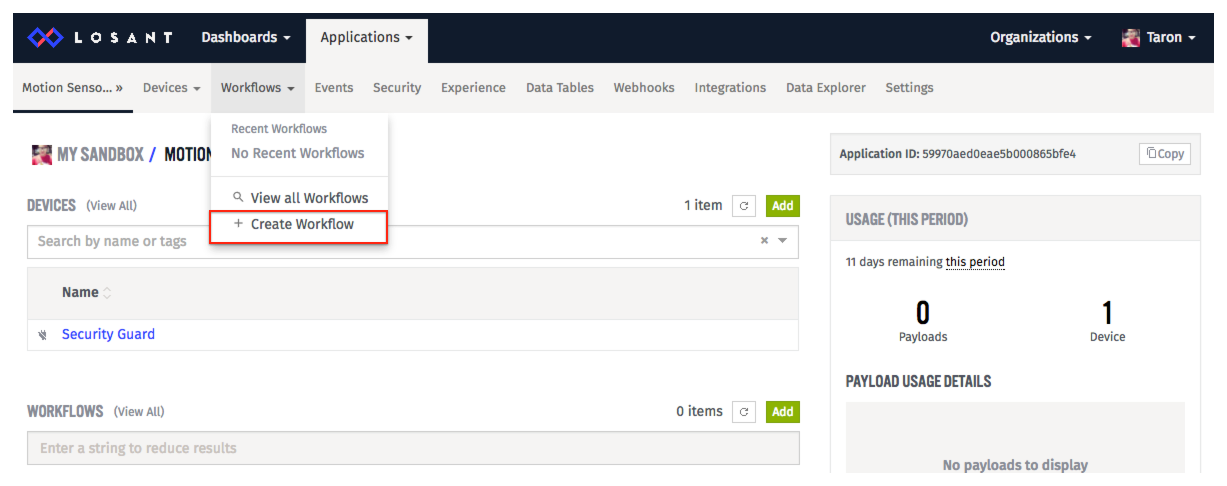 LOSANT Dashboards Applications Organizations Taron
Motion Senso... » Devices Workflows Events Security Experience Data Tables Webhooks Integrations Data Explorer Settings
Recent Workflows
No Recent Workflows
View all Workflows
+ Create Workflow
MY SANDBOX / MOTION
DEVICES (View All) 1 item Add
Search by name or tags
Name
Security Guard
WORKFLOWS (View All) 0 items Add
Enter a string to reduce results
Application ID: 59970aed0eae5b000865bfe4 Copy
USAGE (THIS PERIOD)
11 days remaining this period
0 1
Payloads Device
PAYLOAD USAGE DETAILS
No payloads to display